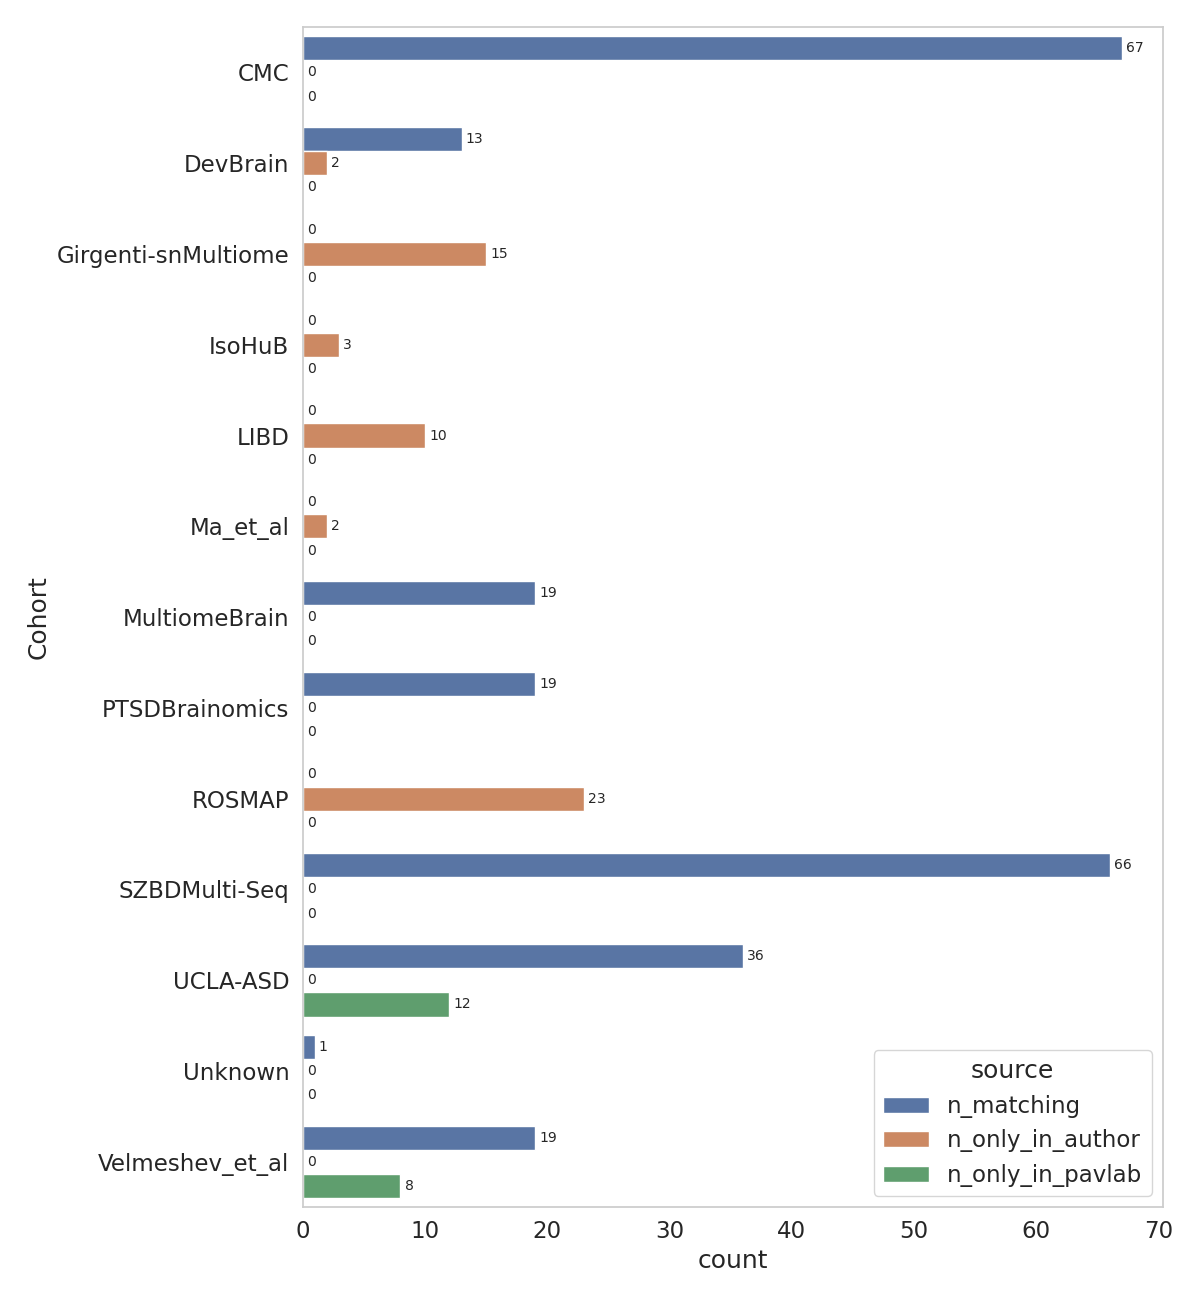 Cohort
CMC
67
0
0
DevBrain
13
2
0
Girgenti-snMultiome
0
15
0
IsoHuB
0
3
0
LIBD
0
10
0
Ma_et_al
0
2
0
MultiomeBrain
19
0
0
PTSDBrainomics
19
0
0
ROSMAP
0
23
0
SZBDMulti-Seq
66
0
0
UCLA-ASD
36
0
12
Unknown
1
0
0
Velmeshev_et_al
19
0
8
source
n_matching
n_only_in_author
n_only_in_pavlab
0 10 20 30 40 50 60 70
count